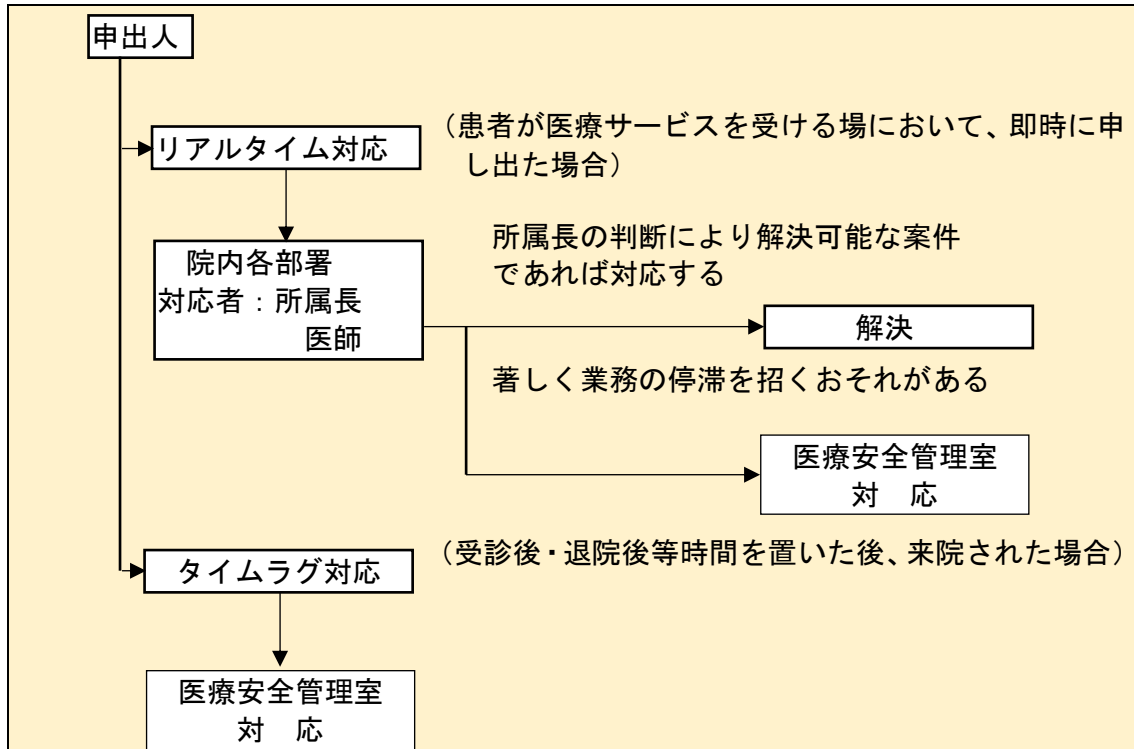 申出人
リアルタイム対応
（患者が医療サービスを受ける場において、即時に申
し出た場合）
院内各部署
対応者：所属長
医師
所属長の判断により解決可能な案件
であれば対応する
解決
著しく業務の停滞を招くおそれがある
医療安全管理室
対　応
タイムラグ対応
（受診後・退院後等時間を置いた後、来院された場合）
医療安全管理室
対　応